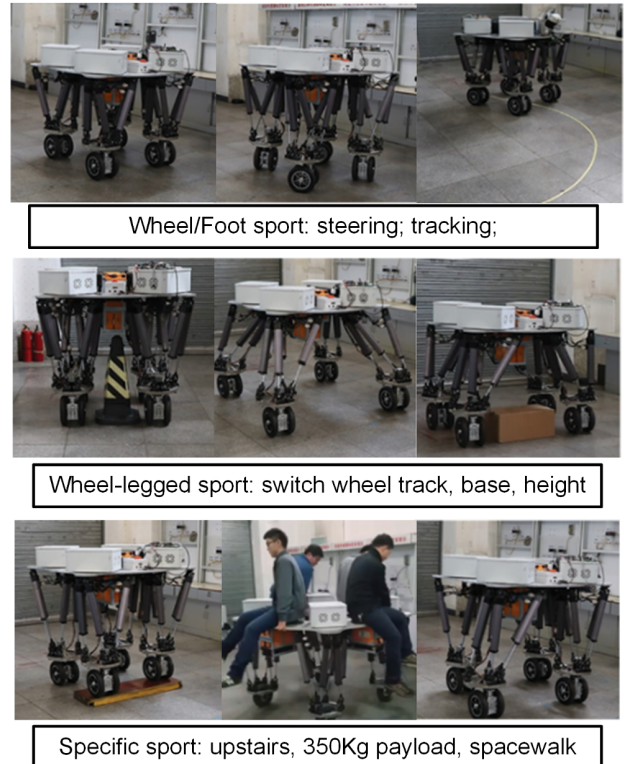 Wheel/Foot sport: steering; tracking;
Wheel-legged sport: switch wheel track, base, height
Specific sport: upstairs, 350Kg payload, spacewalk